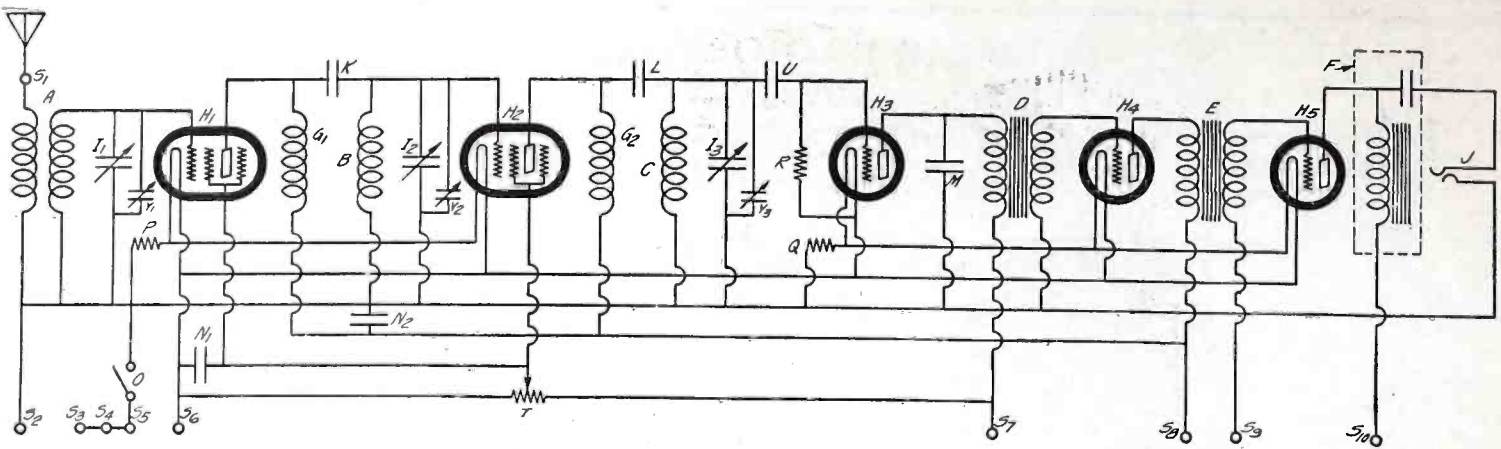 S1
A
I1
Y1
H1
P
G1
K
B
I2
Y2
H2
G2
L
C
I3
Y3
U
R
H3
Q
M
D
H4
E
H5
F
J
N1
N2
O
T
S2
S3 S4 S5
S6
S7
S8
S9
S10